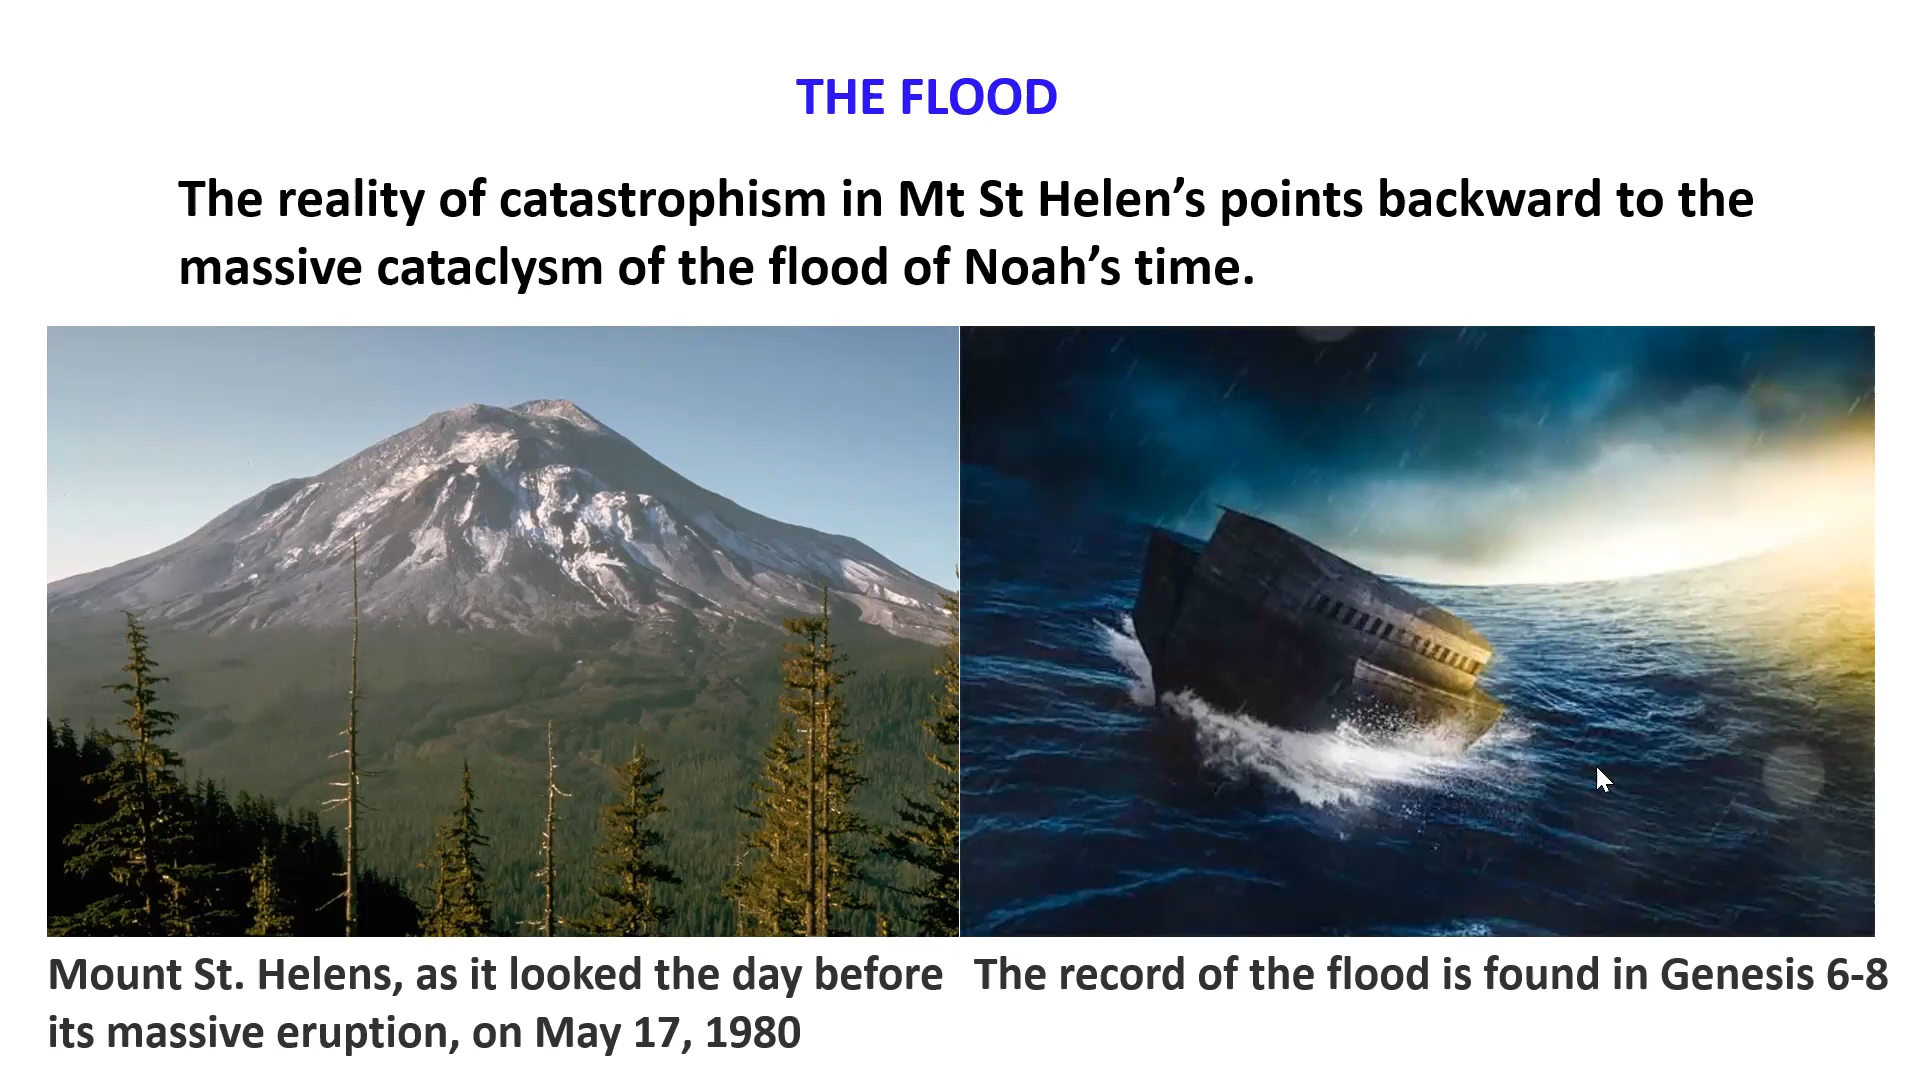 THE FLOOD
The reality of catastrophism in Mt St Helen’s points backward to the
massive cataclysm of the flood of Noah’s time.
Mount St. Helens, as it looked the day before
its massive eruption, on May 17, 1980
The record of the flood is found in Genesis 6-8